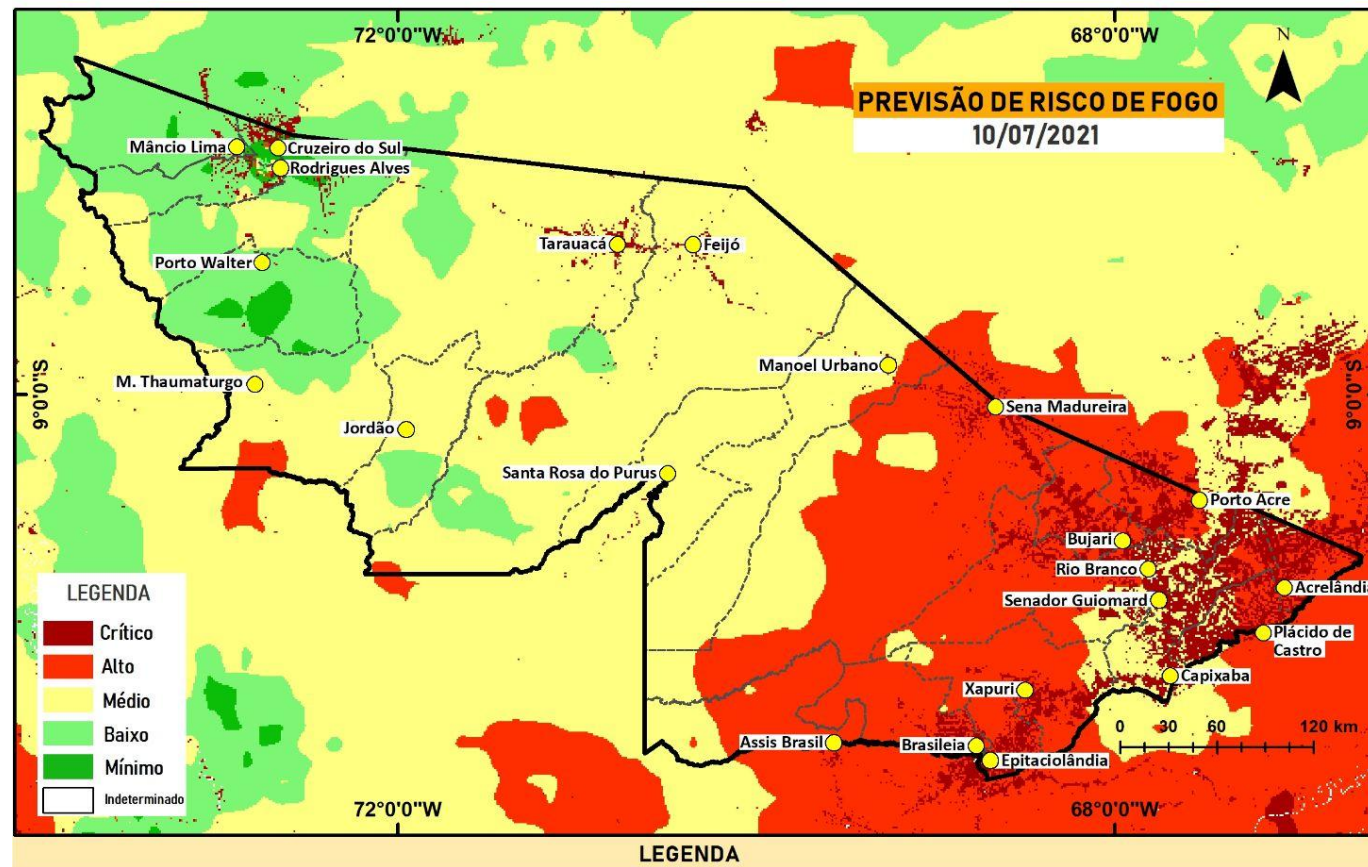 72°0'0"W
68°0'0"W
N
PREVISÃO DE RISCO DE FOGO
10/07/2021
Mâncio Lima
Cruzeiro do Sul
Rodrigues Alves
Tarauacá
Feijó
Porto Walter
Manoel Urbano
M. Thaumaturgo
9°0'0"S
9°0'0"S
Sena Madureira
Jordão
Santa Rosa do Purus
Porto Acre
Bujari
Rio Branco
Acrelândia
Senador Guiomard
Plácido de
Castro
Capixaba
Xapuri
Assis Brasil
Brasileia
Epitaciolândia
0 30 60 120 km
LEGENDA
Crítico
Alto
Médio
Baixo
Mínimo
Indeterminado
72°0'0"W
68°0'0"W
LEGENDA